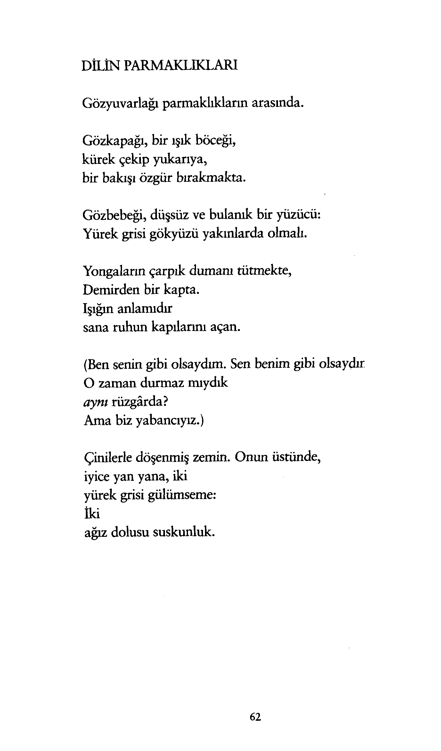 DİLİN PARMAKLIKLARI
Gözyuvarlağı parmaklıkların arasında.
Gözkapağı, bir ışık böceği,
kürek çekip yukarıya,
bir bakışı özgür bırakmakta.
Gözbebeği, düşsüz ve bulanık bir yüzücü:
Yürek grisi gökyüzü yakınlarda olmalı.
Yongaların çarpık dumanı tütmekte,
Demirden bir kapta.
Işığın anlamıdır
sana ruhun kapılarını açan.
(Ben senin gibi olsaydım. Sen benim gibi olsaydır
O zaman durmaz mıydık
aynı rüzgârda?
Ama biz yabancıyız.)
Çinilerle döşenmiş zemin. Onun üstünde,
iyice yan yana, iki
yürek grisi gülümseme:
İki
ağız dolusu suskunluk.
62